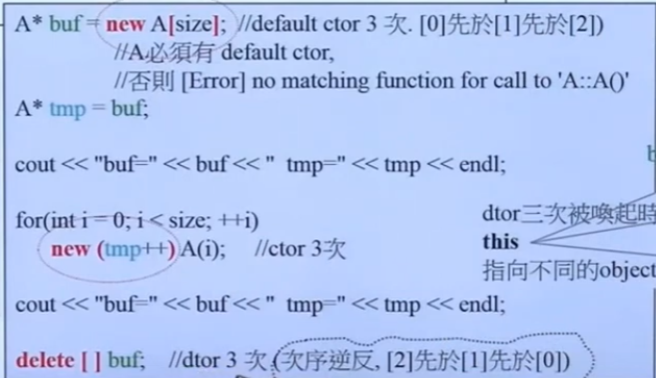 A* buf = new A[size]; //default ctor 3 次. [0]先於[1]先於[2])
//A必須有 default ctor,
//否則 [Error] no matching function for call to 'A::A()'
A* tmp = buf;
cout << "buf=" << buf << "  tmp=" << tmp << endl;
for(int i = 0; i < size; ++i)
new (tmp++) A(i);    //ctor 3次
dtor三次被喚起時
this
指向不同的object
cout << "buf=" << buf << "  tmp=" << tmp << endl;
delete [ ] buf;    //dtor 3 次 (次序逆反, [2]先於[1]先於[0])